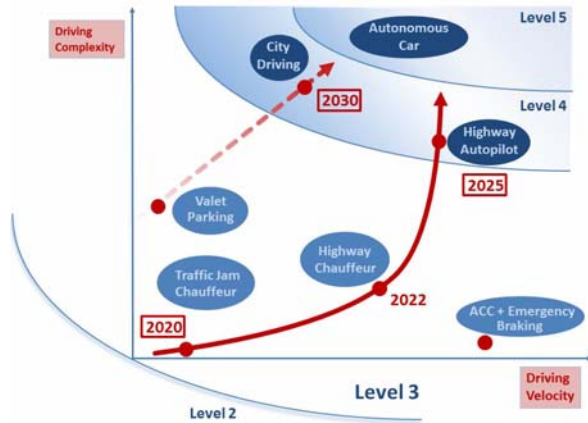 Driving
Complexity
Level 5
City
Driving
Autonomous
Car
2030
Level 4
Highway
Autopilot
2025
Valet
Parking
Traffic Jam
Chauffeur
Highway
Chauffeur
2022
2020
ACC + Emergency
Braking
Level 3
Driving
Velocity
Level 2